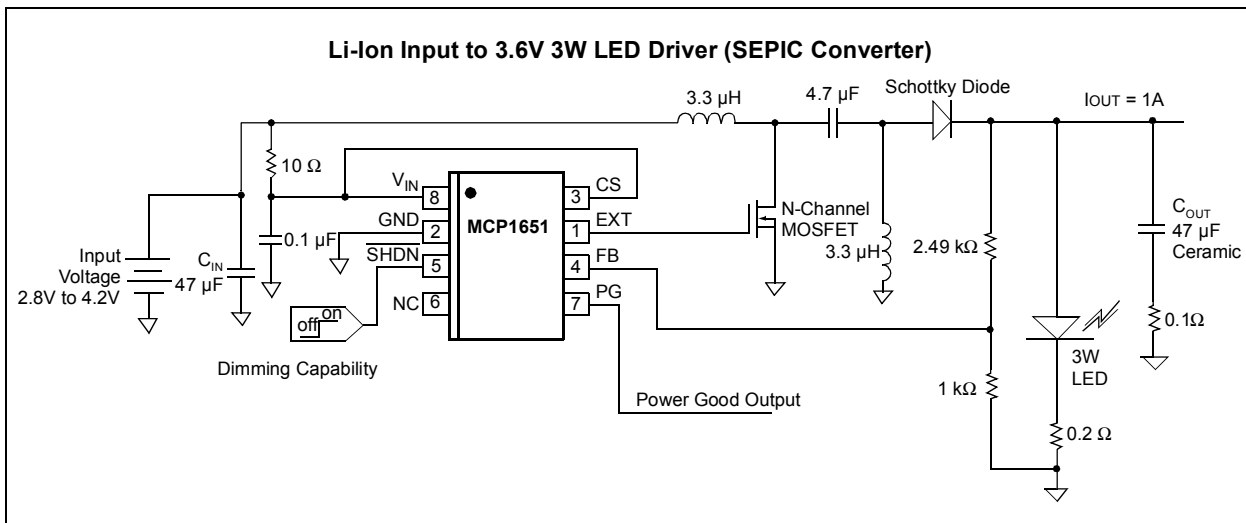 Li-Ion Input to 3.6V 3W LED Driver (SEPIC Converter)
3.3 µH
4.7 µF
Schottky Diode
IOUT = 1A
10 Ω
VIN
8
GND
2
SHDN
5
NC
6
MCP1651
3
CS
1
EXT
4
FB
7
PG
N-Channel
MOSFET
3.3 µH
2.49 kΩ
COUT
47 µF
Ceramic
0.1 µF
CIN
47 µF
Input
Voltage
2.8V to 4.2V
off
on
Dimming Capability
0.1Ω
3W
LED
1 kΩ
Power Good Output
0.2 Ω